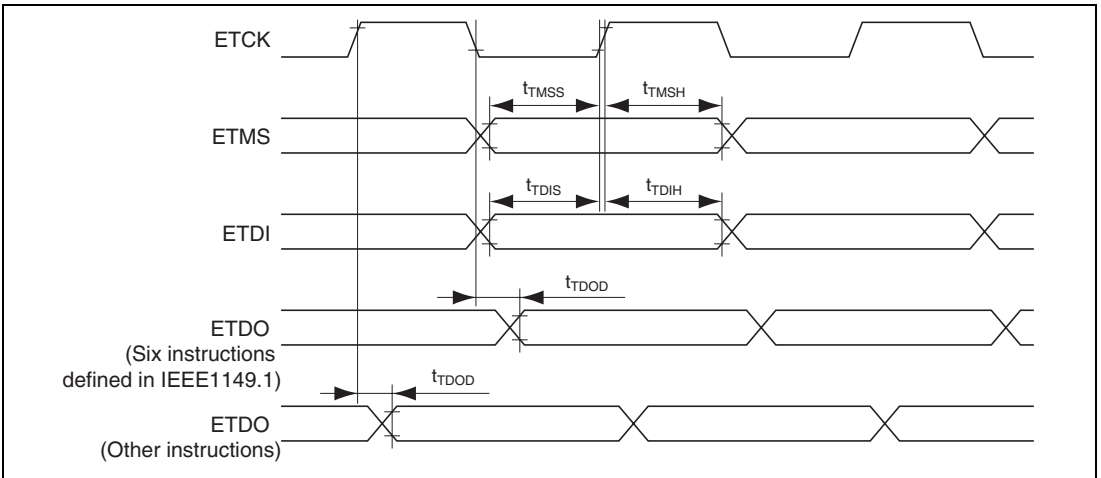 ETCK
tTMSS
tTMSH
ETMS
tTDIS
tTDIH
ETDI
tTDOD
ETDO
(Six instructions
defined in IEEE1149.1)
tTDOD
ETDO
(Other instructions)